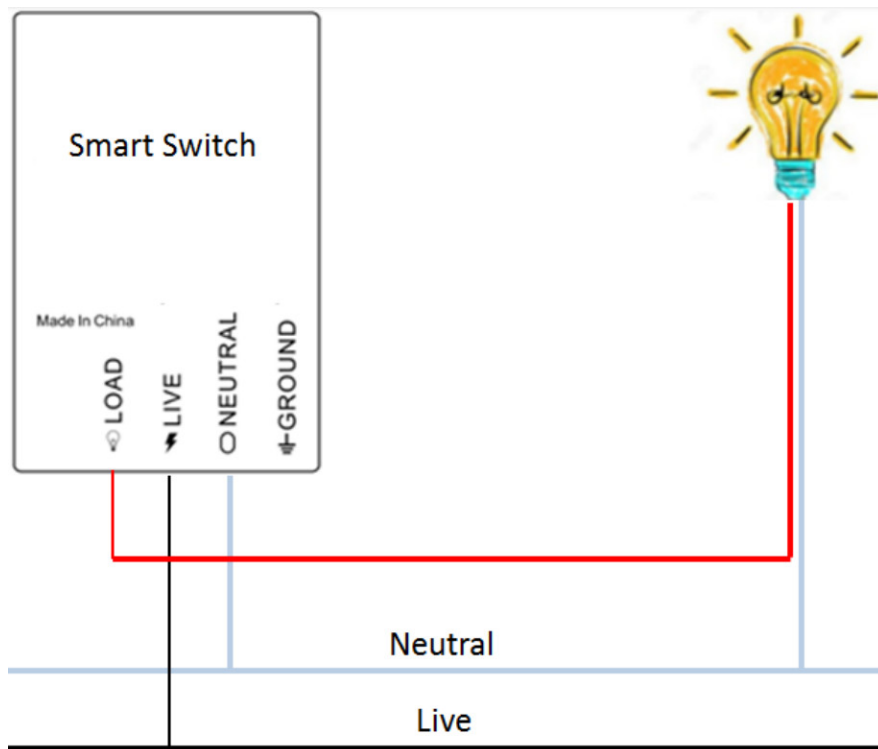 Smart Switch
Made In China
LOAD
LIVE
NEUTRAL
GROUND
Neutral
Live